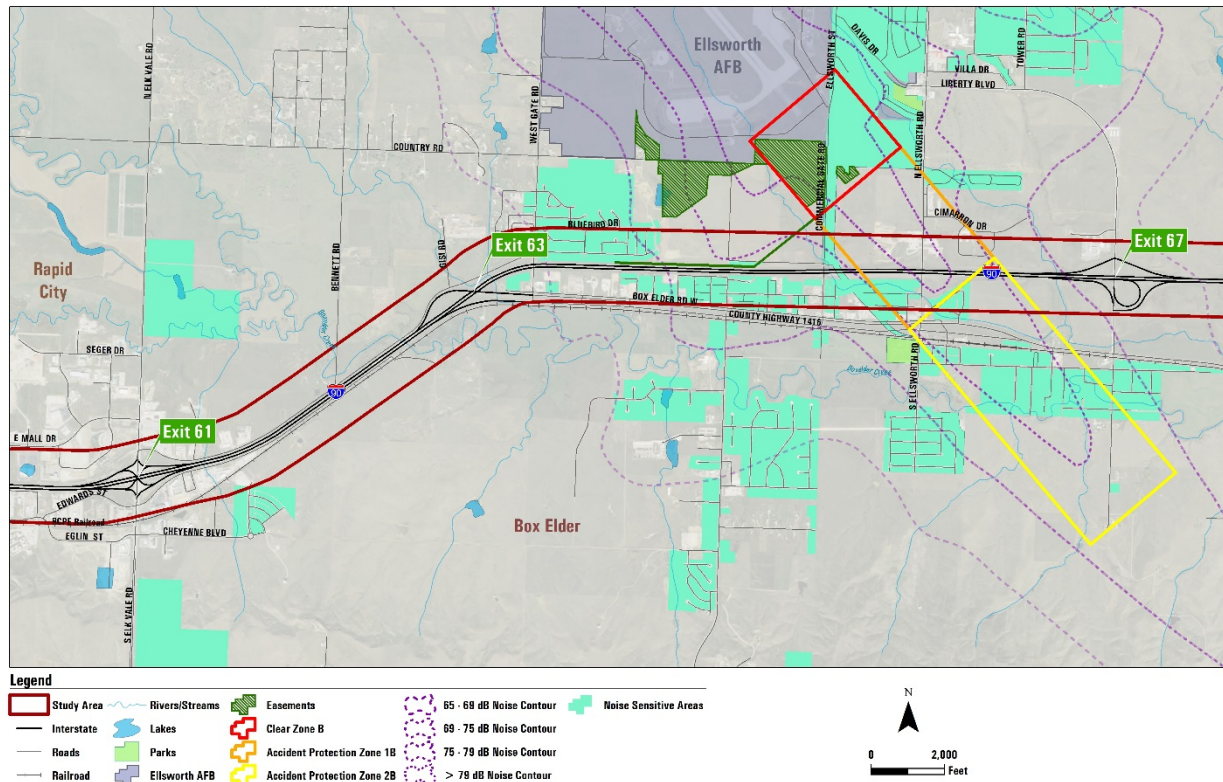 N ELK VALE RD
Ellsworth
AFB
ELLSWORTH ST
DAVIS DR
TOWER RD
VILLA DR
LIBERTY BLVD
WEST GATE RD
COUNTRY RD
N ELLSWORTH RD
COMMERCIAL GATE RD
CIMARRON DR
BLUEBIRD DR
Exit 63
Exit 67
GISI RD
BENNETT RD
Rapid
City
90
BOX ELDER RD W
COUNTY HIGHWAY 1416
SEGER DR
S ELLSWORTH RD
90
E MALL DR
Exit 61
EDWARDS ST
RCPE Railroad
EGLIN ST
CHEYENNE BLVD
Box Elder
S ELK VALE RD
Legend
Study Area
Rivers/Streams
Easements
65 - 69 dB Noise Contour
Noise Sensitive Areas
Interstate
Lakes
Clear Zone B
69 - 75 dB Noise Contour
Roads
Parks
Accident Protection Zone 1B
75 - 79 dB Noise Contour
Railroad
Ellsworth AFB
Accident Protection Zone 2B
> 79 dB Noise Contour
N
0 2,000
Feet